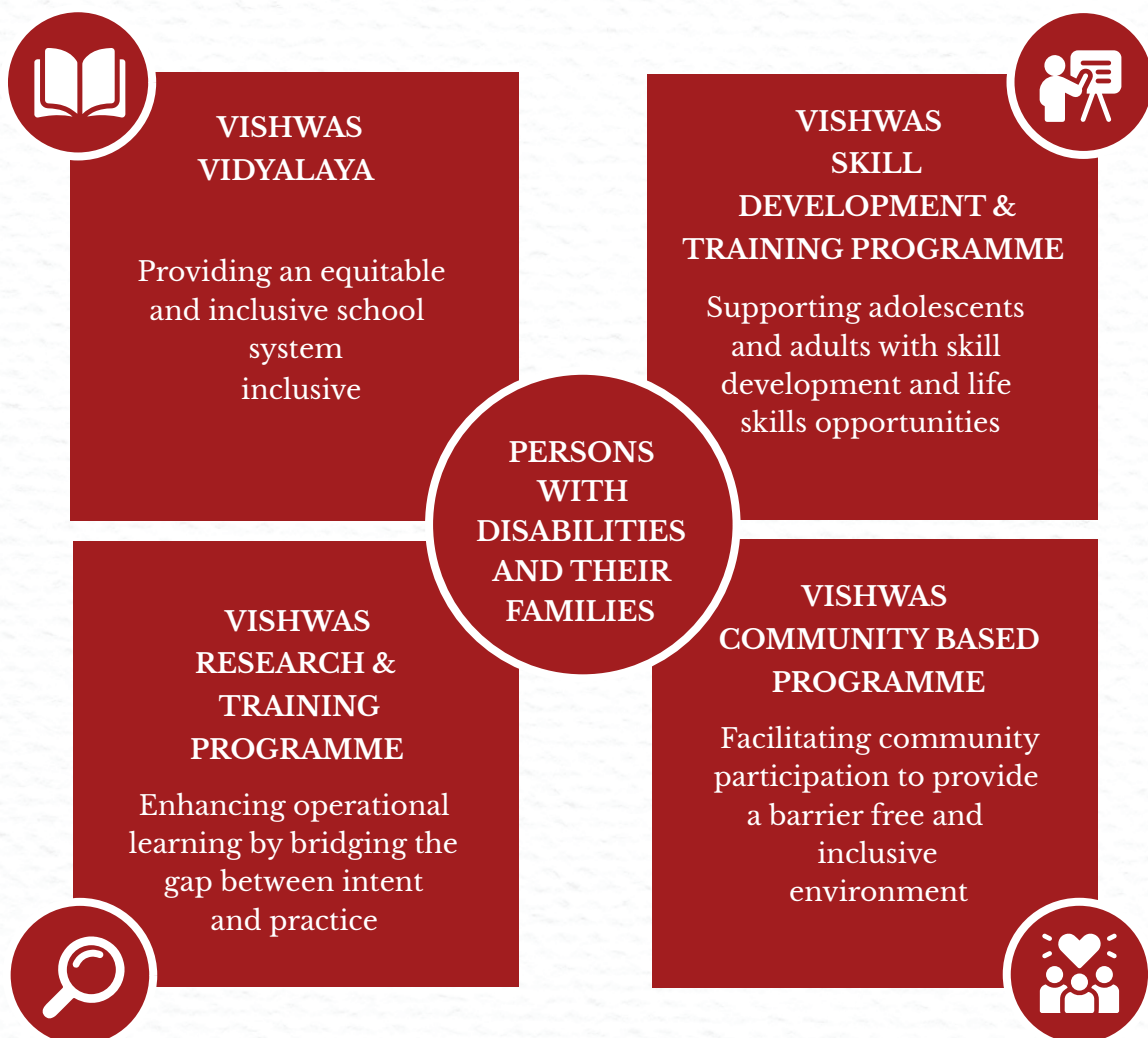 VISHWAS
VIDYALAYA
Providing an equitable
and inclusive school
system
inclusive
VISHWAS
SKILL
DEVELOPMENT &
TRAINING PROGRAMME
Supporting adolescents
and adults with skill
development and life
skills opportunities
PERSONS
WITH
DISABILITIES
AND THEIR
FAMILIES
VISHWAS
RESEARCH &
TRAINING
PROGRAMME
Enhancing operational
learning by bridging the
gap between intent
and practice
VISHWAS
COMMUNITY BASED
PROGRAMME
Facilitating community
participation to provide
a barrier free and
inclusive
environment